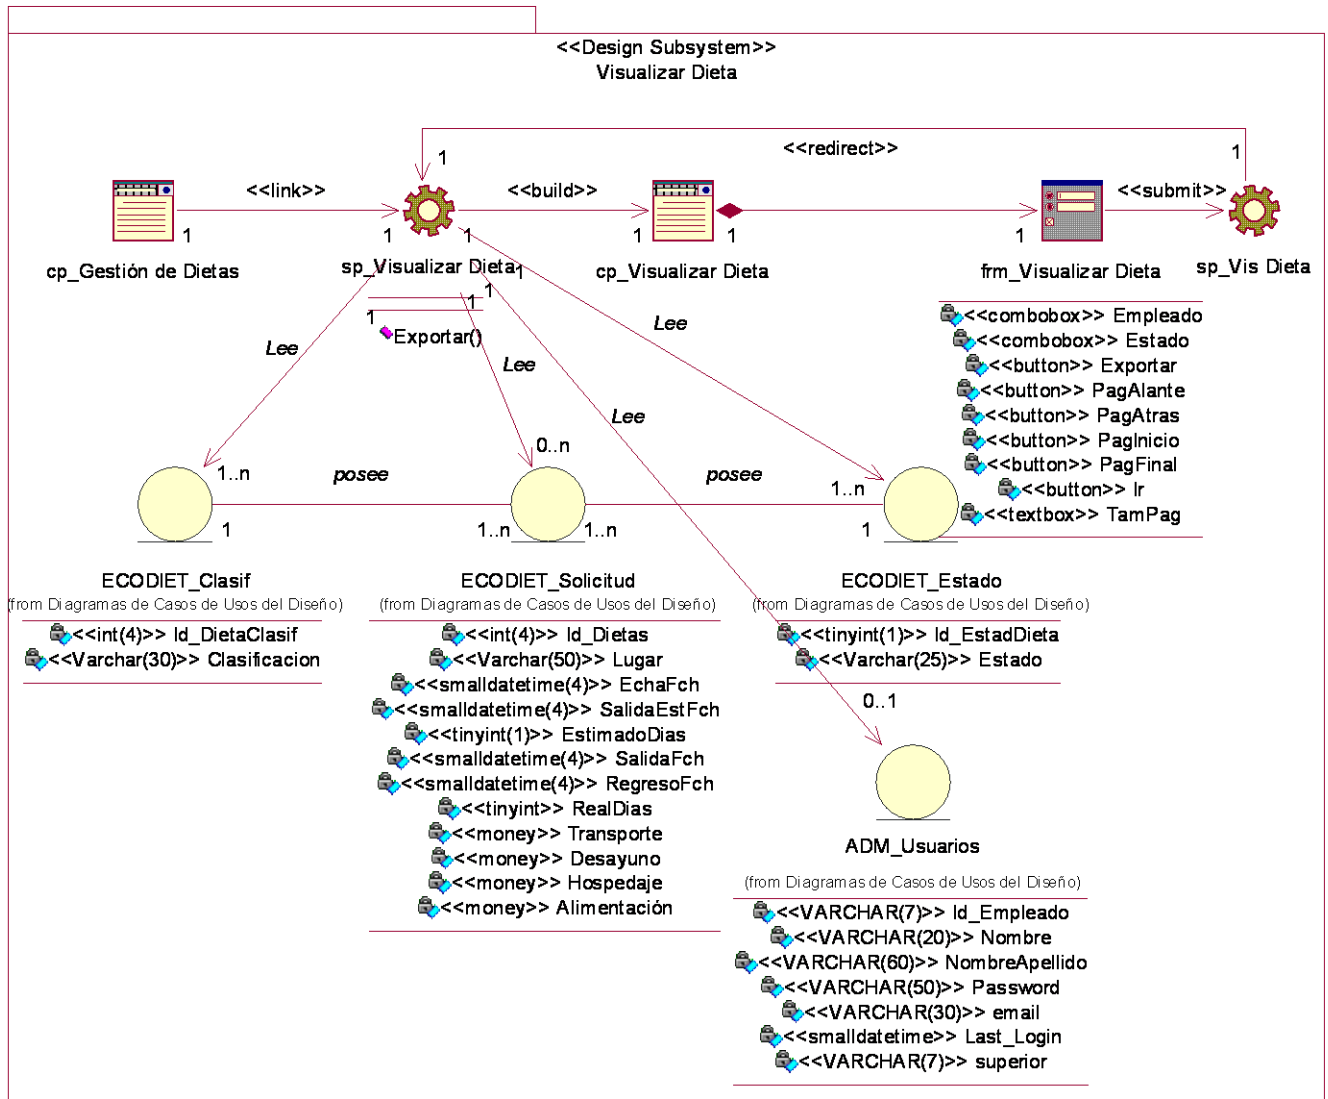 <<Design Subsystem>>
Visualizar Dieta
<<redirect>>
1
1
<<link>>
<<build>>
<<submit>>
1
1
1
1
1
1
cp_Gestión de Dietas
sp_Visualizar Dieta
1
cp_Visualizar Dieta
frm_Visualizar Dieta
sp_Vis Dieta
1
1
1
Exportar()
Lee
Lee
Lee
Lee
<<combobox>> Empleado
<<combobox>> Estado
<<button>> Exportar
<<button>> PagAlante
<<button>> PagAtras
<<button>> PagInicio
<<button>> PagFinal
<<button>> Ir
<<textbox>> TamPag
1..n
posee
0..n
posee
1..n
1
1..n
1..n
1
ECODIET_Clasif
(from Diagramas de Casos de Usos del Diseño)
<<int(4)>> Id_DietaClasif
<<Varchar(30)>> Clasificacion
ECODIET_Solicitud
(from Diagramas de Casos de Usos del Diseño)
<<int(4)>> Id_Dietas
<<Varchar(50)>> Lugar
<<smalldatetime(4)>> EchaFch
<<smalldatetime(4)>> SalidaEstFch
<<tinyint(1)>> EstimadoDias
<<smalldatetime(4)>> SalidaFch
<<smalldatetime(4)>> RegresoFch
<<tinyint>> RealDias
<<money>> Transporte
<<money>> Desayuno
<<money>> Hospedaje
<<money>> Alimentación
ECODIET_Estado
(from Diagramas de Casos de Usos del Diseño)
<<tinyint(1)>> Id_EstadDieta
<<Varchar(25)>> Estado
0..1
ADM_Usuarios
(from Diagramas de Casos de Usos del Diseño)
<<VARCHAR(7)>> Id_Empleado
<<VARCHAR(20)>> Nombre
<<VARCHAR(60)>> NombreApellido
<<VARCHAR(50)>> Password
<<VARCHAR(30)>> email
<<smalldatetime>> Last_Login
<<VARCHAR(7)>> superior